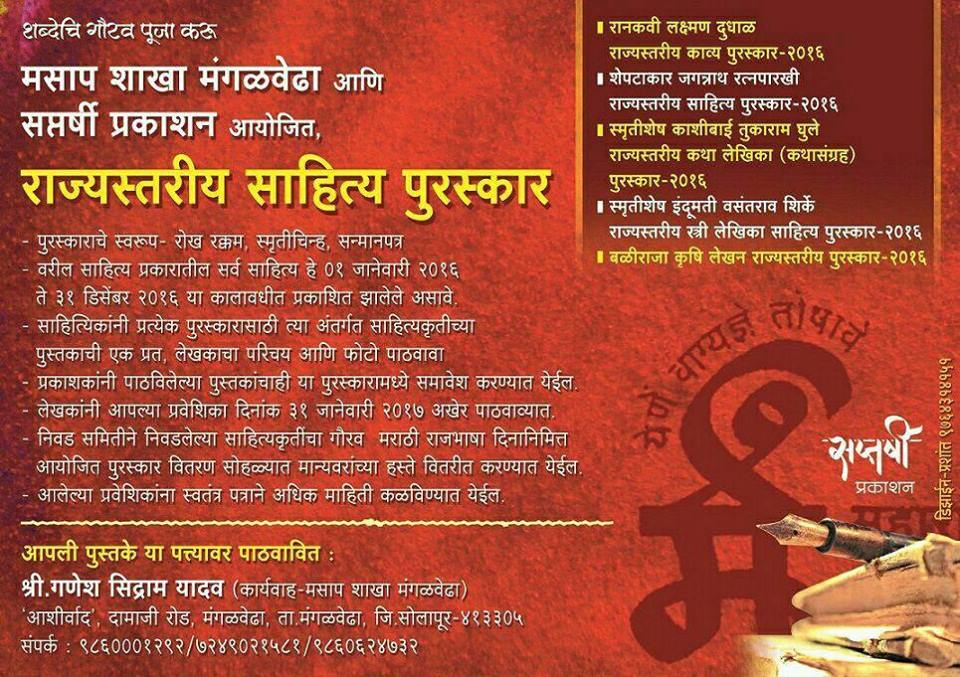 शब्देचि गौरव पूजा करू
मसाप शाखा मंगळवेढा आणि
सप्तर्षी प्रकाशन आयोजित,
राज्यस्तरीय साहित्य पुरस्कार
- पुरस्काराचे स्वरूप- रोख रक्कम, स्मृतीचिन्ह, सन्मानपत्र
- वरील साहित्य प्रकारातील सर्व साहित्य हे ०१ जानेवारी २०१६
ते ३१ डिसेंबर २०१६ या कालावधीत प्रकाशित झालेले असावे.
- साहित्यिकांनी प्रत्येक पुरस्कारासाठी त्या अंतर्गत साहित्यकृतीच्या
पुस्तकाची एक प्रत, लेखकाचा परिचय आणि फोटो पाठवावा
- प्रकाशकांनी पाठविलेल्या पुस्तकांचाही या पुरस्कारामध्ये समावेश करण्यात येईल.
- लेखकांनी आपल्या प्रवेशिका दिनांक ३१ जानेवारी २०१७ अखेर पाठवाव्यात.
- निवड समितीने निवडलेल्या साहित्यकृतींचा गौरव मराठी राजभाषा दिनानिमित्त
आयोजित पुरस्कार वितरण सोहळ्यात मान्यवरांच्या हस्ते वितरीत करण्यात येईल.
- आलेल्या प्रवेशिकांना स्वतंत्र पत्राने अधिक माहिती कळविण्यात येईल.
आपली पुस्तके या पत्त्यावर पाठवावित :
श्री.गणेश सिद्राम यादव (कार्यवाह-मसाप शाखा मंगळवेढा)
'आशीर्वाद', दामाजी रोड, मंगळवेढा, ता.मंगळवेढा, जि.सोलापूर-४१३३०५
संपर्क : ९८६०००१२९२/७२४९०२१५८१/९८६०६२४७३२
रानकवी लक्ष्मण दुधाळ
राज्यस्तरीय काव्य पुरस्कार-२०१६
शेपटाकार जगन्नाथ रत्नपारखी
राज्यस्तरीय साहित्य पुरस्कार-२०१६
स्मृतीशेष काशीबाई तुकाराम घुले
राज्यस्तरीय कथा लेखिका (कथासंग्रह)
पुरस्कार-२०१६
स्मृतीशेष इंदूमती वसंतराव शिर्के
राज्यस्तरीय स्त्री लेखिका साहित्य पुरस्कार-२०१६
बळीराजा कृषि लेखन राज्यस्तरीय पुरस्कार-२०१६
येणें वाग्यज्ञे तोषावे
म
सप्तर्षी
प्रकाशन
डिझाईन-प्रशांत ९७६४३१४१५१